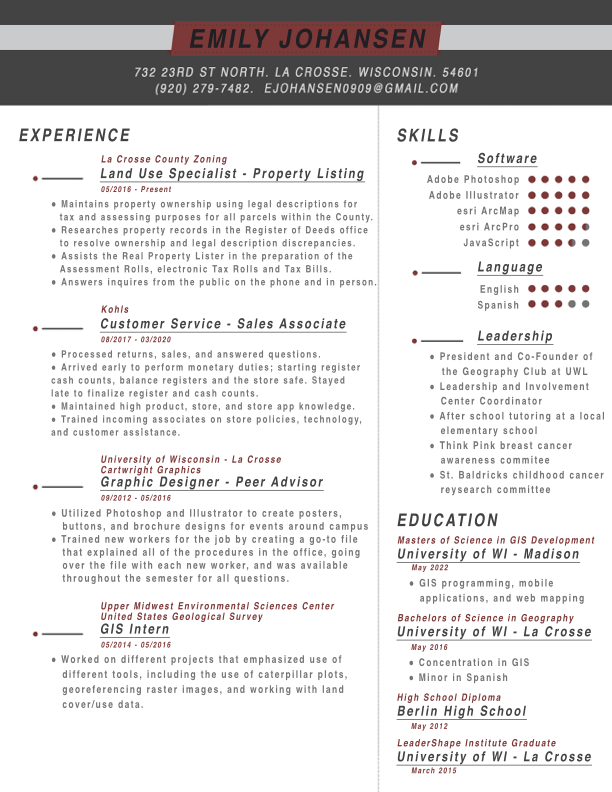 EMILY JOHANSEN
732 23RD ST NORTH. LA CROSSE. WISCONSIN. 54601
(920) 279-7482.  EJOHANSEN0909@GMAIL.COM
EXPERIENCE
La Crosse County Zoning
Land Use Specialist - Property Listing
05/2016 - Present
● Maintains property ownership using legal descriptions for
tax and assessing purposes for all parcels within the County.
● Researches property records in the Register of Deeds office
to resolve ownership and legal description discrepancies.
● Assists the Real Property Lister in the preparation of the
Assessment Rolls, electronic Tax Rolls and Tax Bills.
● Answers inquires from the public on the phone and in person.
Kohls
Customer Service - Sales Associate
08/2017 - 03/2020
● Processed returns, sales, and answered questions.
● Arrived early to perform monetary duties; starting register
cash counts, balance registers and the store safe. Stayed
late to finalize register and cash counts.
● Maintained high product, store, and store app knowledge.
● Trained incoming associates on store policies, technology,
and customer assistance.
University of Wisconsin - La Crosse
Cartwright Graphics
Graphic Designer - Peer Advisor
09/2012 - 05/2016
● Utilized Photoshop and Illustrator to create posters,
buttons, and brochure designs for events around campus
● Trained new workers for the job by creating a go-to file
that explained all of the procedures in the office, going
over the file with each new worker, and was available
throughout the semester for all questions.
Upper Midwest Environmental Sciences Center
United States Geological Survey
GIS Intern
05/2014 - 05/2016
● Worked on different projects that emphasized use of
different tools, including the use of caterpillar plots,
georeferencing raster images, and working with land
cover/use data.
SKILLS
Software
Adobe Photoshop
Adobe Illustrator
esri ArcMap
esri ArcPro
JavaScript
Language
English
Spanish
Leadership
● President and Co-Founder of
the Geography Club at UWL
● Leadership and Involvement
Center Coordinator
● After school tutoring at a local
elementary school
● Think Pink breast cancer
awareness commitee
● St. Baldricks childhood cancer
reysearch committee
EDUCATION
Masters of Science in GIS Development
University of WI - Madison
May 2022
● GIS programming, mobile
applications, and web mapping
Bachelors of Science in Geography
University of WI - La Crosse
May 2016
● Concentration in GIS
● Minor in Spanish
High School Diploma
Berlin High School
May 2012
LeaderShape Institute Graduate
University of WI - La Crosse
March 2015